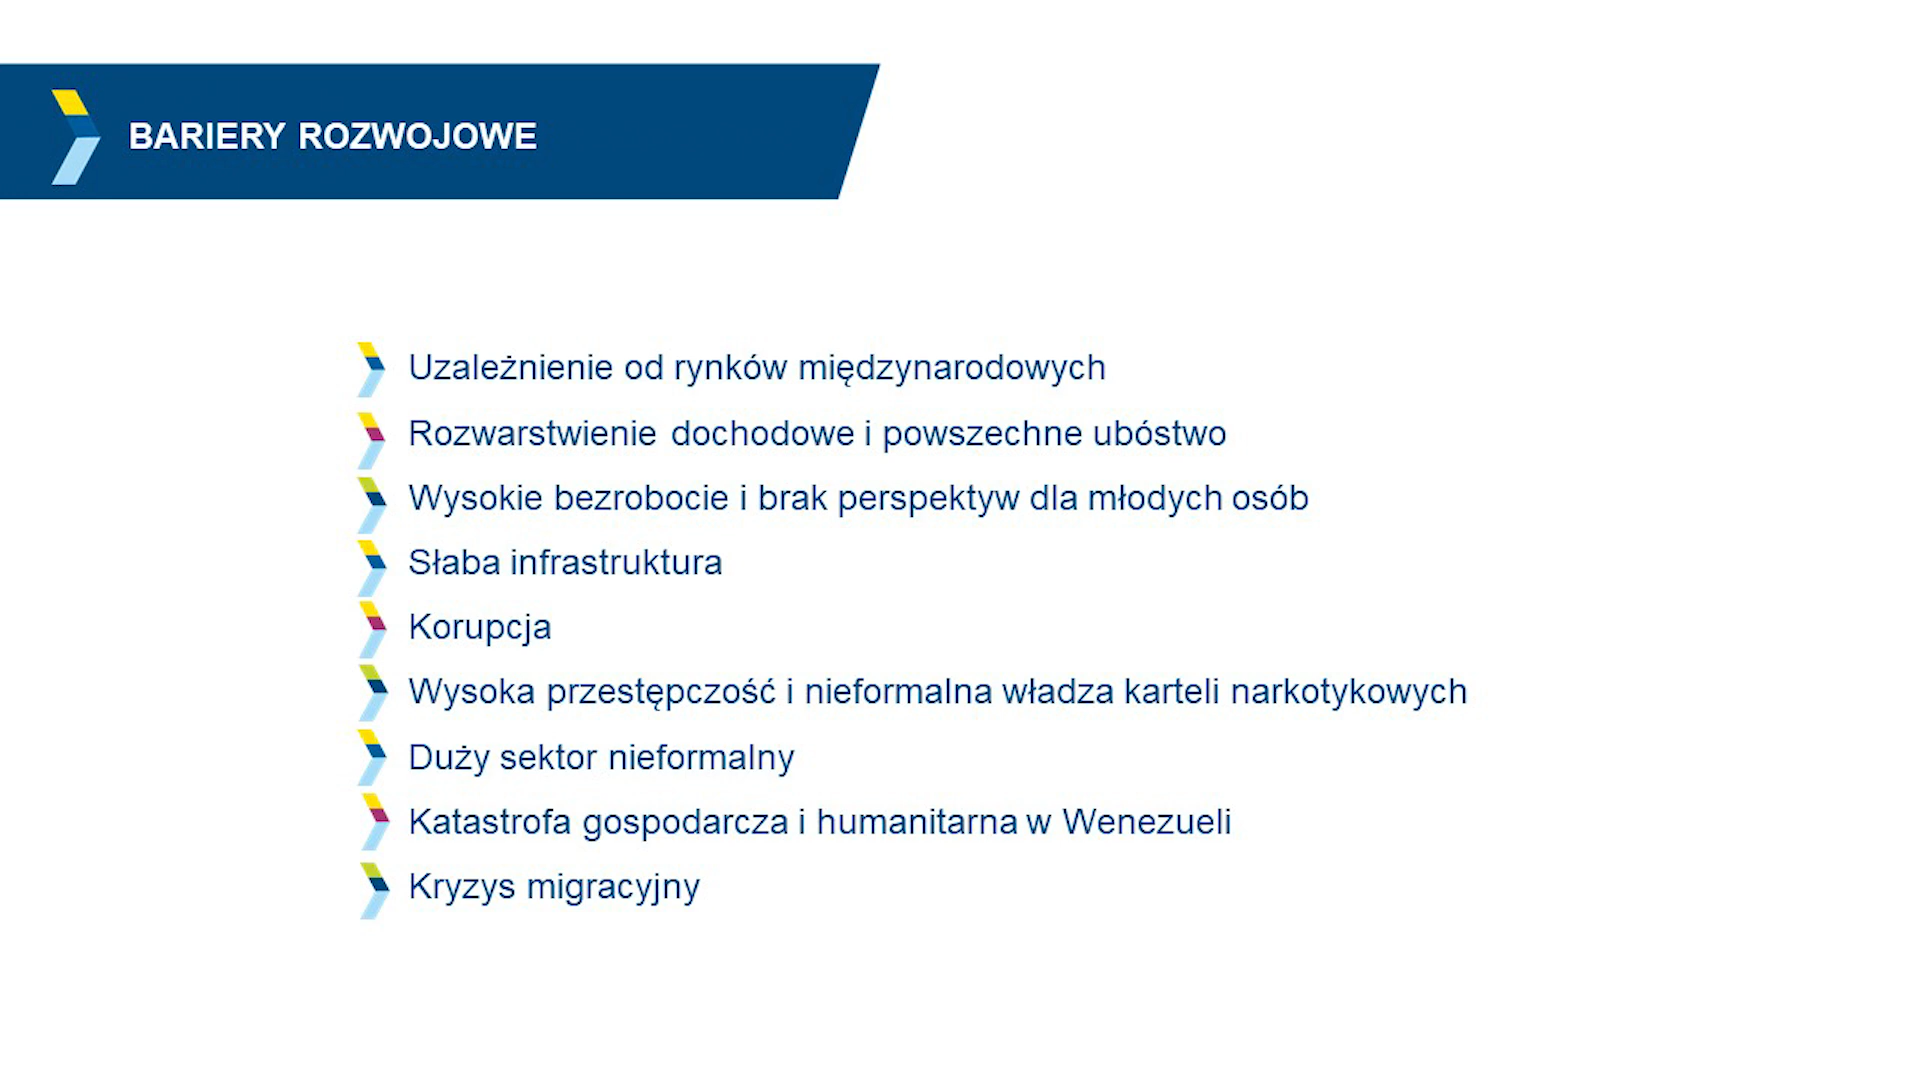 BARIERY ROZWOJOWE
Uzależnienie od rynków międzynarodowych
Rozwarstwienie dochodowe i powszechne ubóstwo
Wysokie bezrobocie i brak perspektyw dla młodych osób
Słaba infrastruktura
Korupcja
Wysoka przestępczość i nieformalna władza karteli narkotykowych
Duży sektor nieformalny
Katastrofa gospodarcza i humanitarna w Wenezueli
Kryzys migracyjny